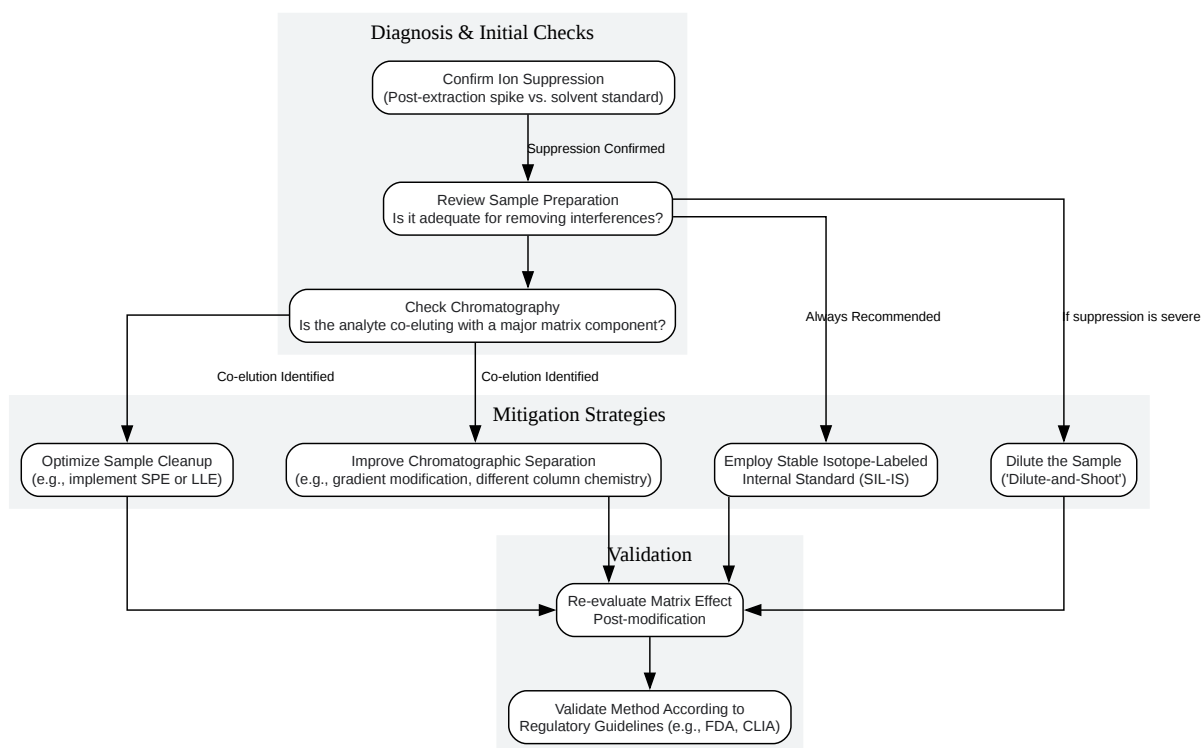 Diagnosis & Initial Checks
Confirm Ion Suppression
(Post-extraction spike vs. solvent standard)
Suppression Confirmed
Review Sample Preparation
Is it adequate for removing interferences?
Check Chromatography
Is the analyte co-eluting with a major matrix component?
Always Recommended
If suppression is severe
Co-elution Identified
Co-elution Identified
Mitigation Strategies
Optimize Sample Cleanup
(e.g., implement SPE or LLE)
Improve Chromatographic Separation
(e.g., gradient modification, different column chemistry)
Employ Stable Isotope-Labeled
Internal Standard (SIL-IS)
Dilute the Sample
('Dilute-and-Shoot')
Validation
Re-evaluate Matrix Effect
Post-modification
Validate Method According to
Regulatory Guidelines (e.g., FDA, CLIA)